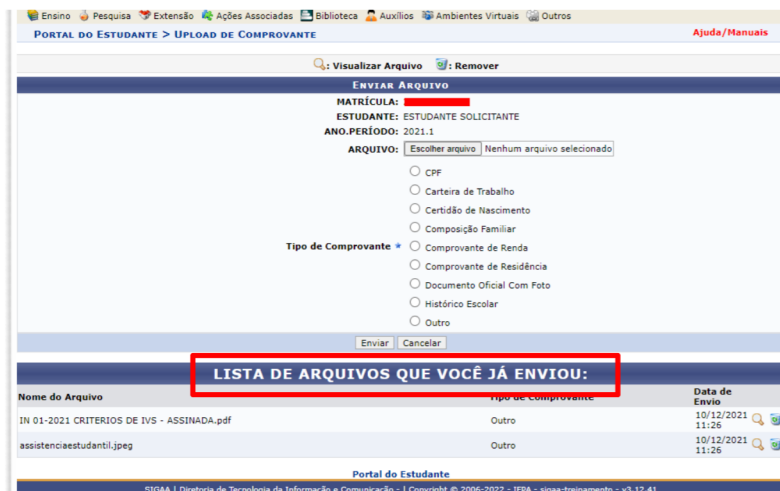 Ensino Pesquisa Extensão Ações Associadas Biblioteca Auxílios Ambientes Virtuais Outros
PORTAL DO ESTUDANTE > UPLOAD DE COMPROVANTE Ajuda/Manuais
: Visualizar Arquivo : Remover
ENVIAR ARQUIVO
MATRÍCULA:
ESTUDANTE: ESTUDANTE SOLICITANTE
ANO.PERÍODO: 2021.1
ARQUIVO: Escolher arquivo Nenhum arquivo selecionado
Tipo de Comprovante
CPF
Carteira de Trabalho
Certidão de Nascimento
Composição Familiar
Comprovante de Renda
Comprovante de Residência
Documento Oficial Com Foto
Histórico Escolar
Outro
Enviar Cancelar
LISTA DE ARQUIVOS QUE VOCÊ JÁ ENVIOU:
Nome do Arquivo Tipo de Comprovante Data de Envio
IN 01-2021 CRITERIOS DE IVS - ASSINADA.pdf Outro 10/12/2021 11:26
assistenciaestudantil.jpeg Outro 10/12/2021 11:26
Portal do Estudante
SIGAA | Diretoria de Tecnologia da Informação e Comunicação - | Copyright © 2006-2022 - IFPA - sigaa-treinamento - v3.12.41